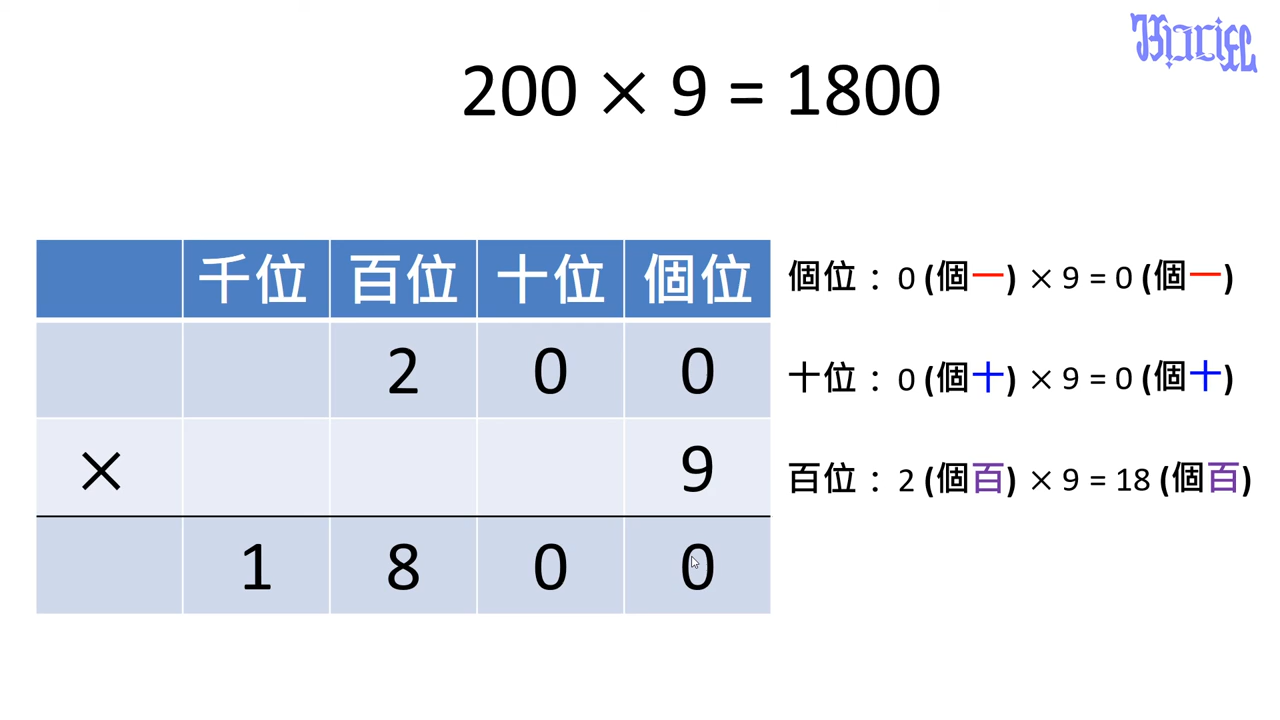 200 × 9 = 1800
千位 百位 十位 個位
2 0 0
× 9
1 8 0 0
個位：0 (個一) × 9 = 0 (個一)
十位：0 (個十) × 9 = 0 (個十)
百位：2 (個百) × 9 = 18 (個百)